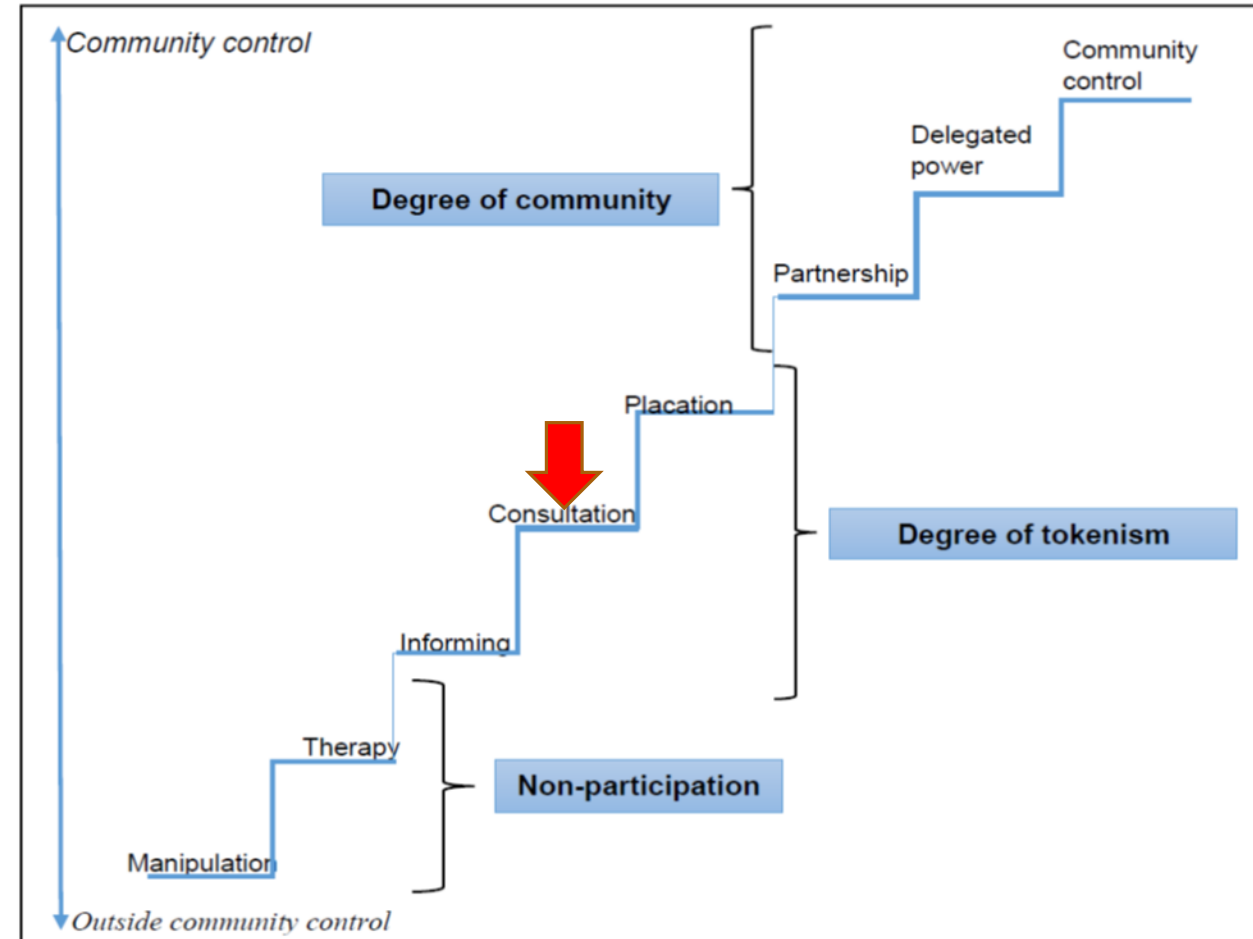 Community control
Community
control
Delegated
power
Degree of community
Partnership
Placation
Consultation
Degree of tokenism
Informing
Therapy
Non-participation
Manipulation
Outside community control